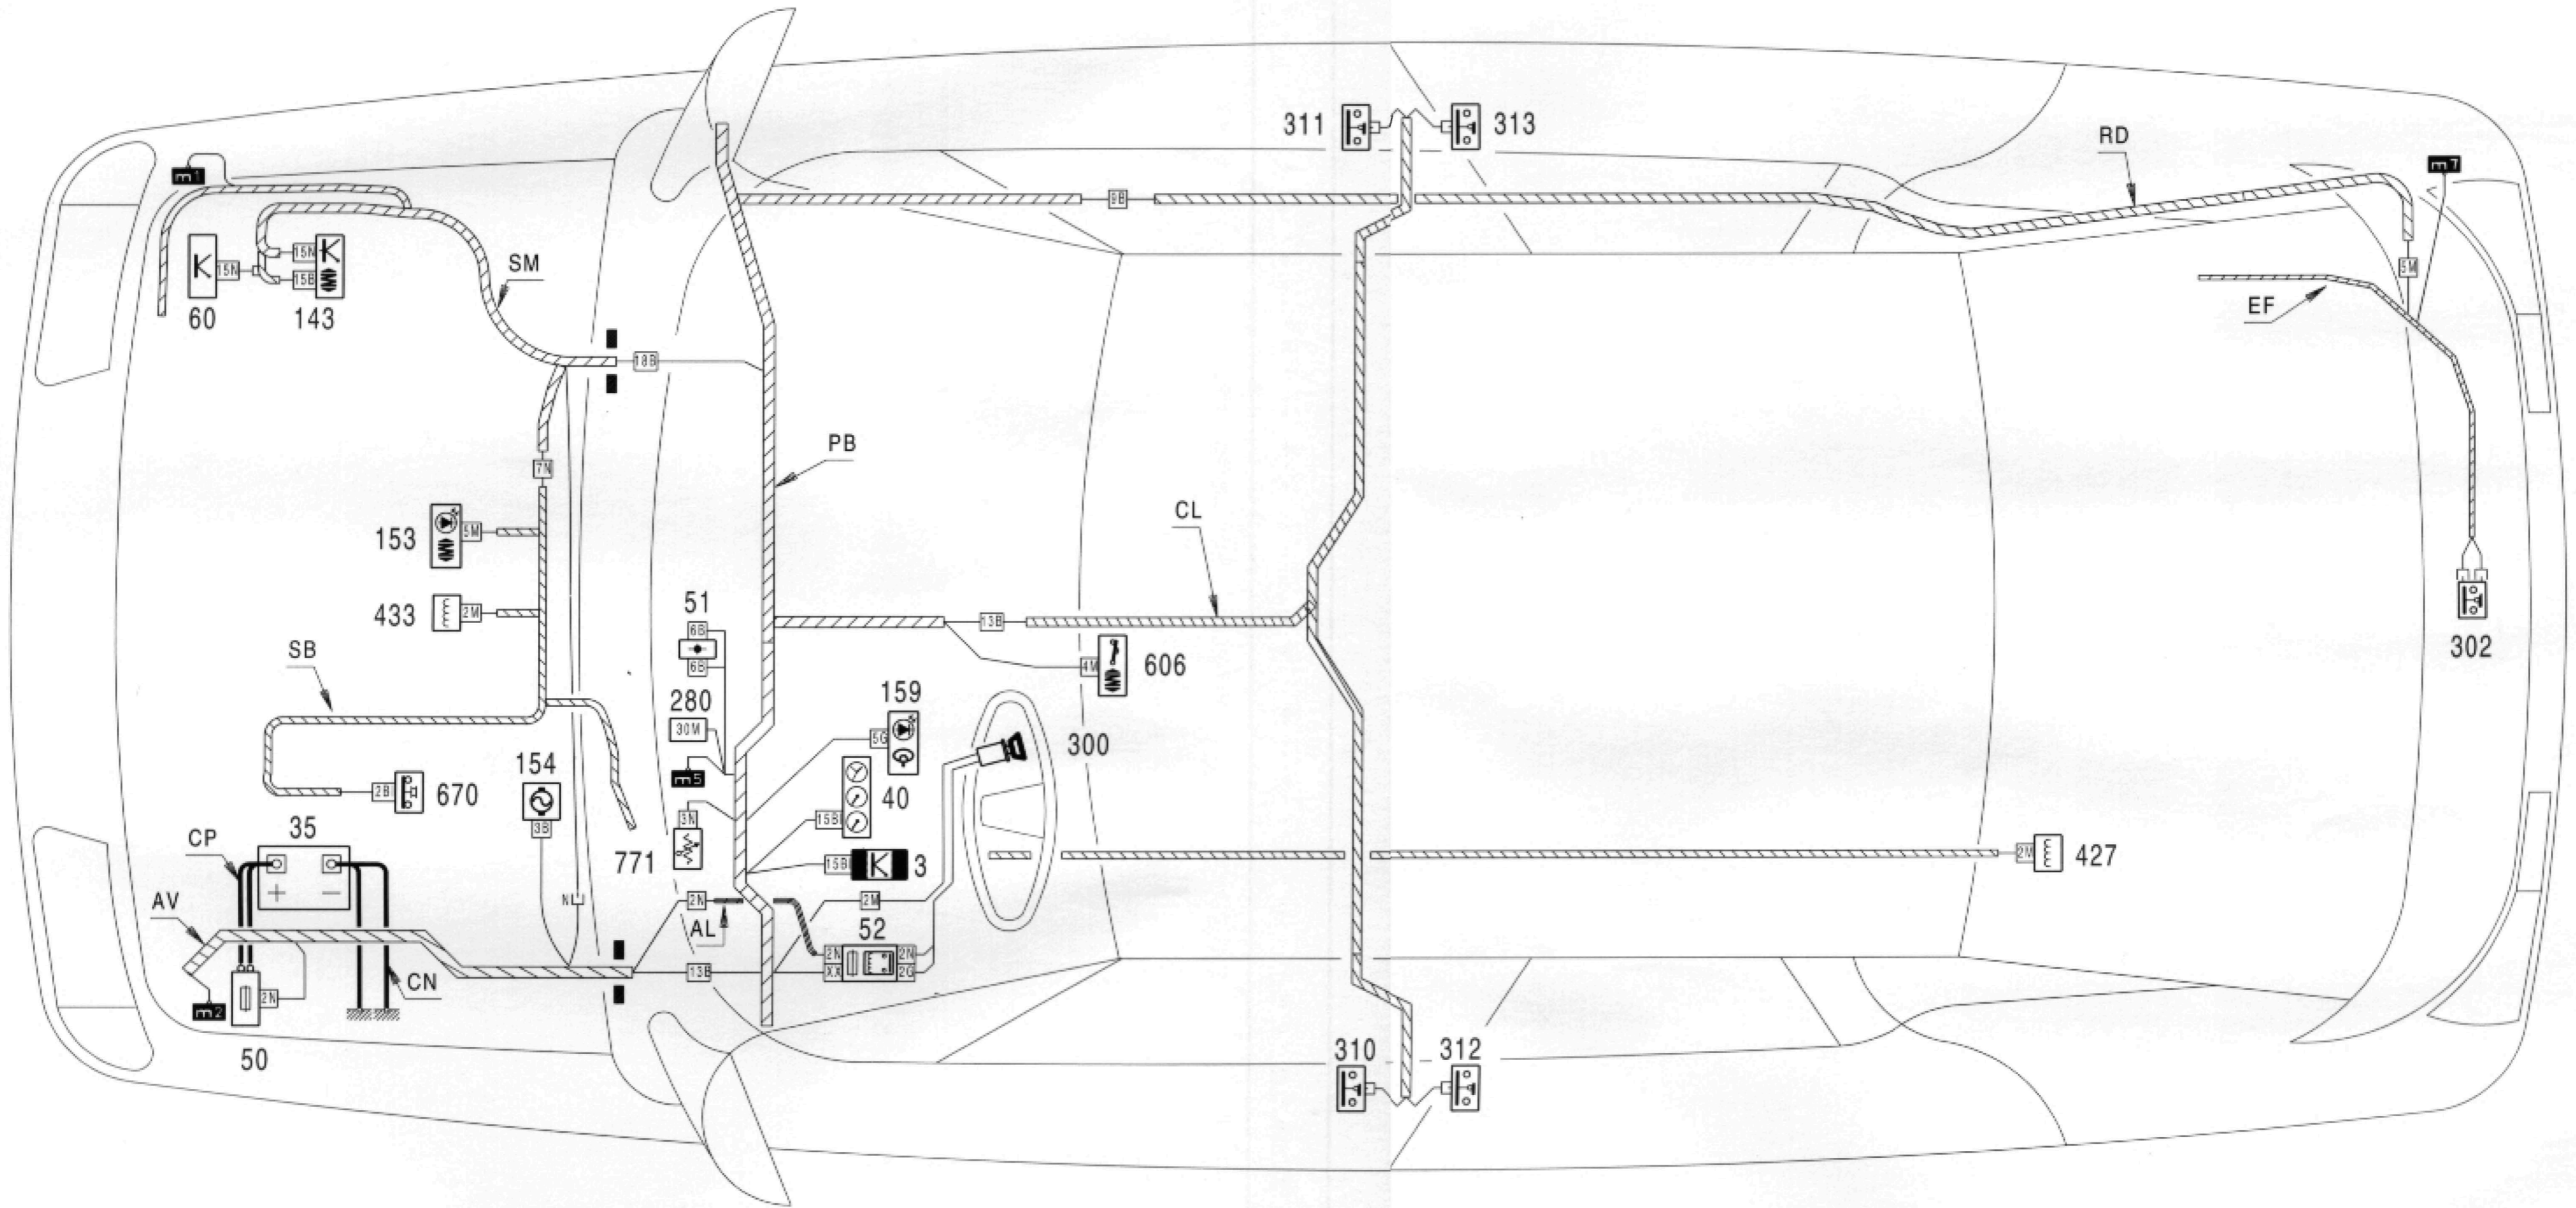 311
313
RD
m1
m7
9B
15N
15N
15B
60
143
SM
5M
EF
18B
PB
7N
CL
153
5M
433
2M
51
6B
6B
13B
302
SB
4M
606
280
159
30M
5G
300
154
m5
40
2B
670
3B
15B
35
3N
CP
771
15B
3
2M
427
+
−
AV
N
2N
2M
AL
52
2N
2N
13B
XX
2G
CN
m2
2N
50
310
312